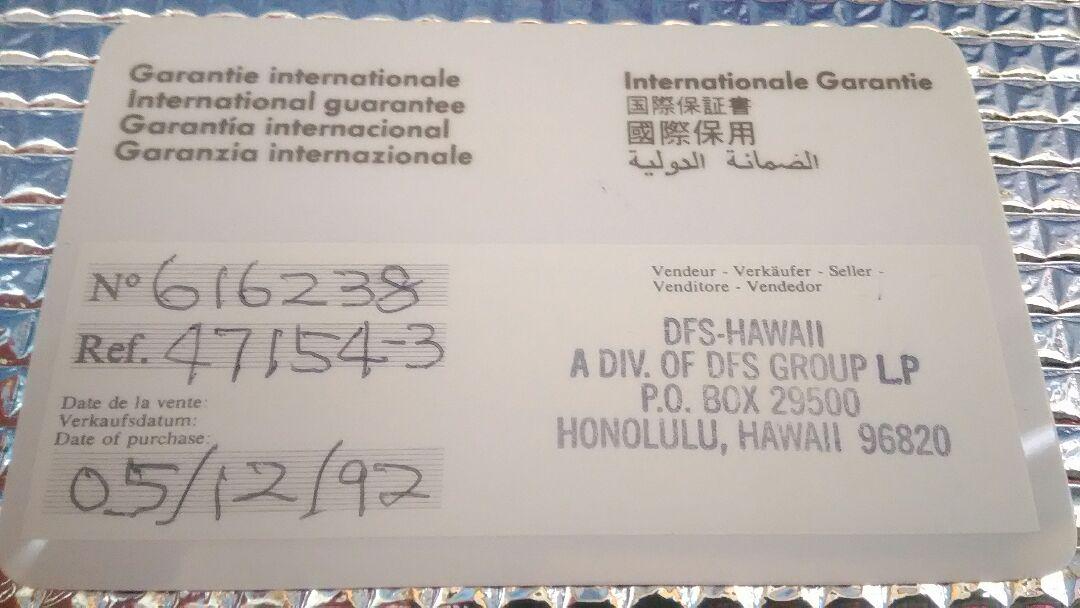 Garantie internationale
International guarantee
Garantía internacional
Garanzia internazionale
Internationale Garantie
国際保証書
國際保用
الضمانة الدولية
Nº 616238
Ref. 47154-3
Date de la vente:
Verkaufsdatum:
Date of purchase:
05/12/92
Vendeur - Verkäufer - Seller -
Venditore - Vendedor
DFS-HAWAII
A DIV. OF DFS GROUP LP
P.O. BOX 29500
HONOLULU, HAWAII 96820